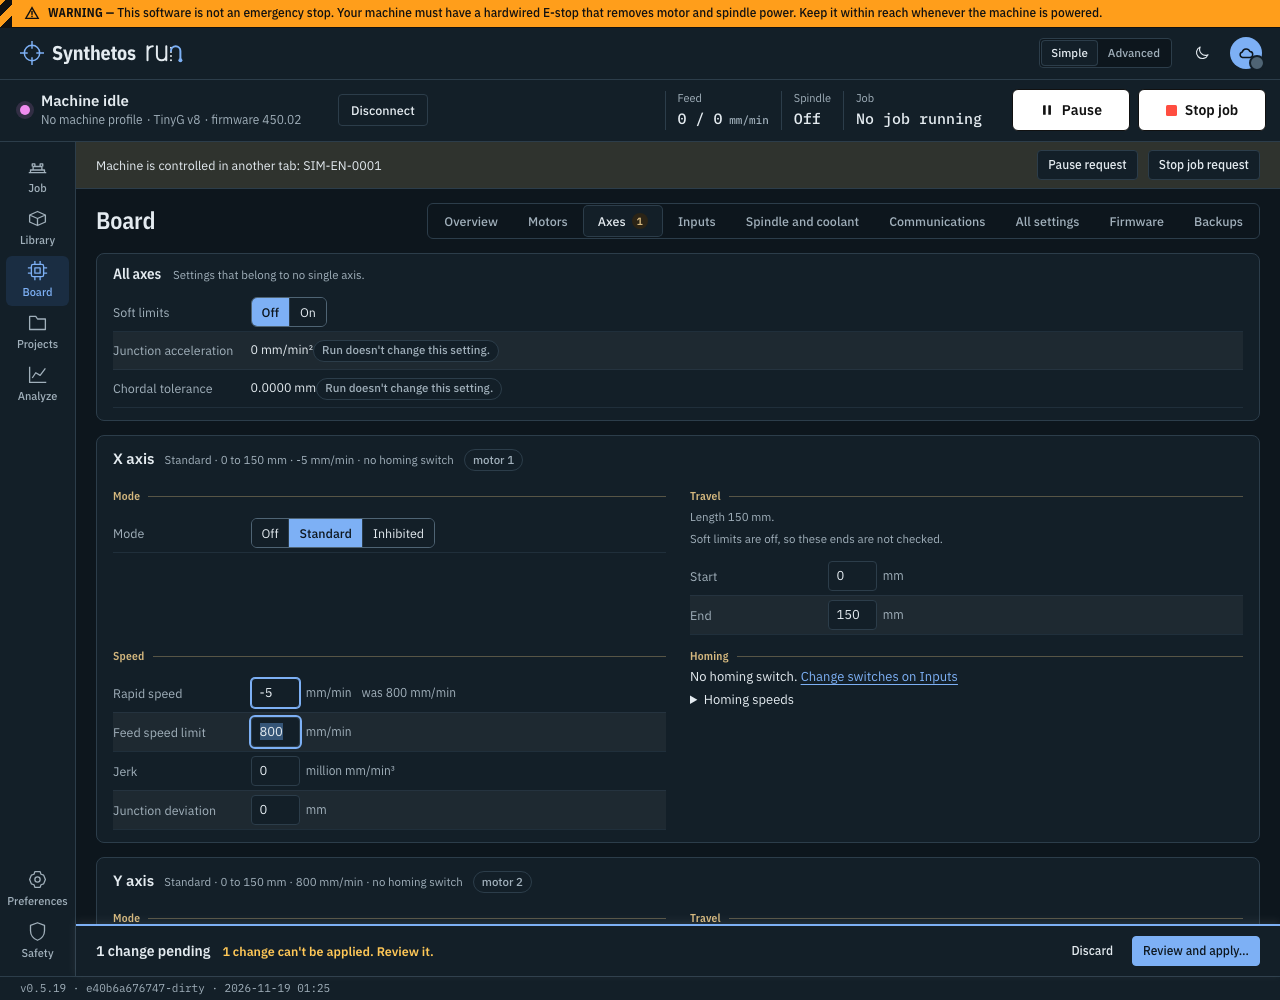 WARNING — This software is not an emergency stop. Your machine must have a hardwired E-stop that removes motor and spindle power. Keep it within reach whenever the machine is powered.
Synthetos run
Simple Advanced
Machine idle
No machine profile · TinyG v8 · firmware 450.02
Disconnect
Feed
0 / 0 mm/min
Spindle
Off
Job
No job running
Pause
Stop job
Machine is controlled in another tab: SIM-EN-0001
Pause request
Stop job request
Job
Library
Board
Projects
Analyze
Preferences
Safety
Board
Overview Motors Axes 1 Inputs Spindle and coolant Communications All settings Firmware Backups
All axes Settings that belong to no single axis.
Soft limits Off On
Junction acceleration 0 mm/min² Run doesn't change this setting.
Chordal tolerance 0.0000 mm Run doesn't change this setting.
X axis Standard · 0 to 150 mm · -5 mm/min · no homing switch motor 1
Mode
Mode Off Standard Inhibited
Travel
Length 150 mm.
Soft limits are off, so these ends are not checked.
Start 0 mm
End 150 mm
Speed
Rapid speed -5 mm/min was 800 mm/min
Feed speed limit 800 mm/min
Jerk 0 million mm/min³
Junction deviation 0 mm
Homing
No homing switch. Change switches on Inputs
Homing speeds
Y axis Standard · 0 to 150 mm · 800 mm/min · no homing switch motor 2
Mode
Travel
1 change pending 1 change can't be applied. Review it.
Discard
Review and apply...
v0.5.19 · e40b6a676747-dirty · 2026-11-19 01:25